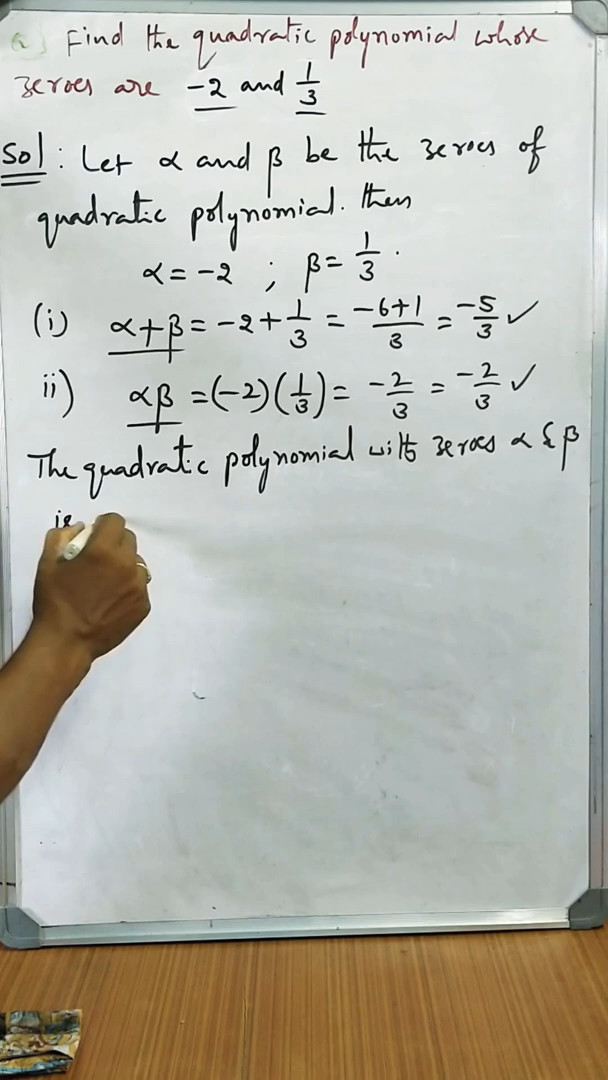 Q) Find the quadratic polynomial whose
zeroes are -2 and 1/3
Sol: Let α and β be the zeroes of
quadratic polynomial. then
α = -2 ; β = 1/3.
(i) α+β = -2 + 1/3 = (-6+1)/3 = -5/3 ✓
ii) αβ = (-2)(1/3) = -2/3 = -2/3 ✓
The quadratic polynomial with zeroes α & β
is